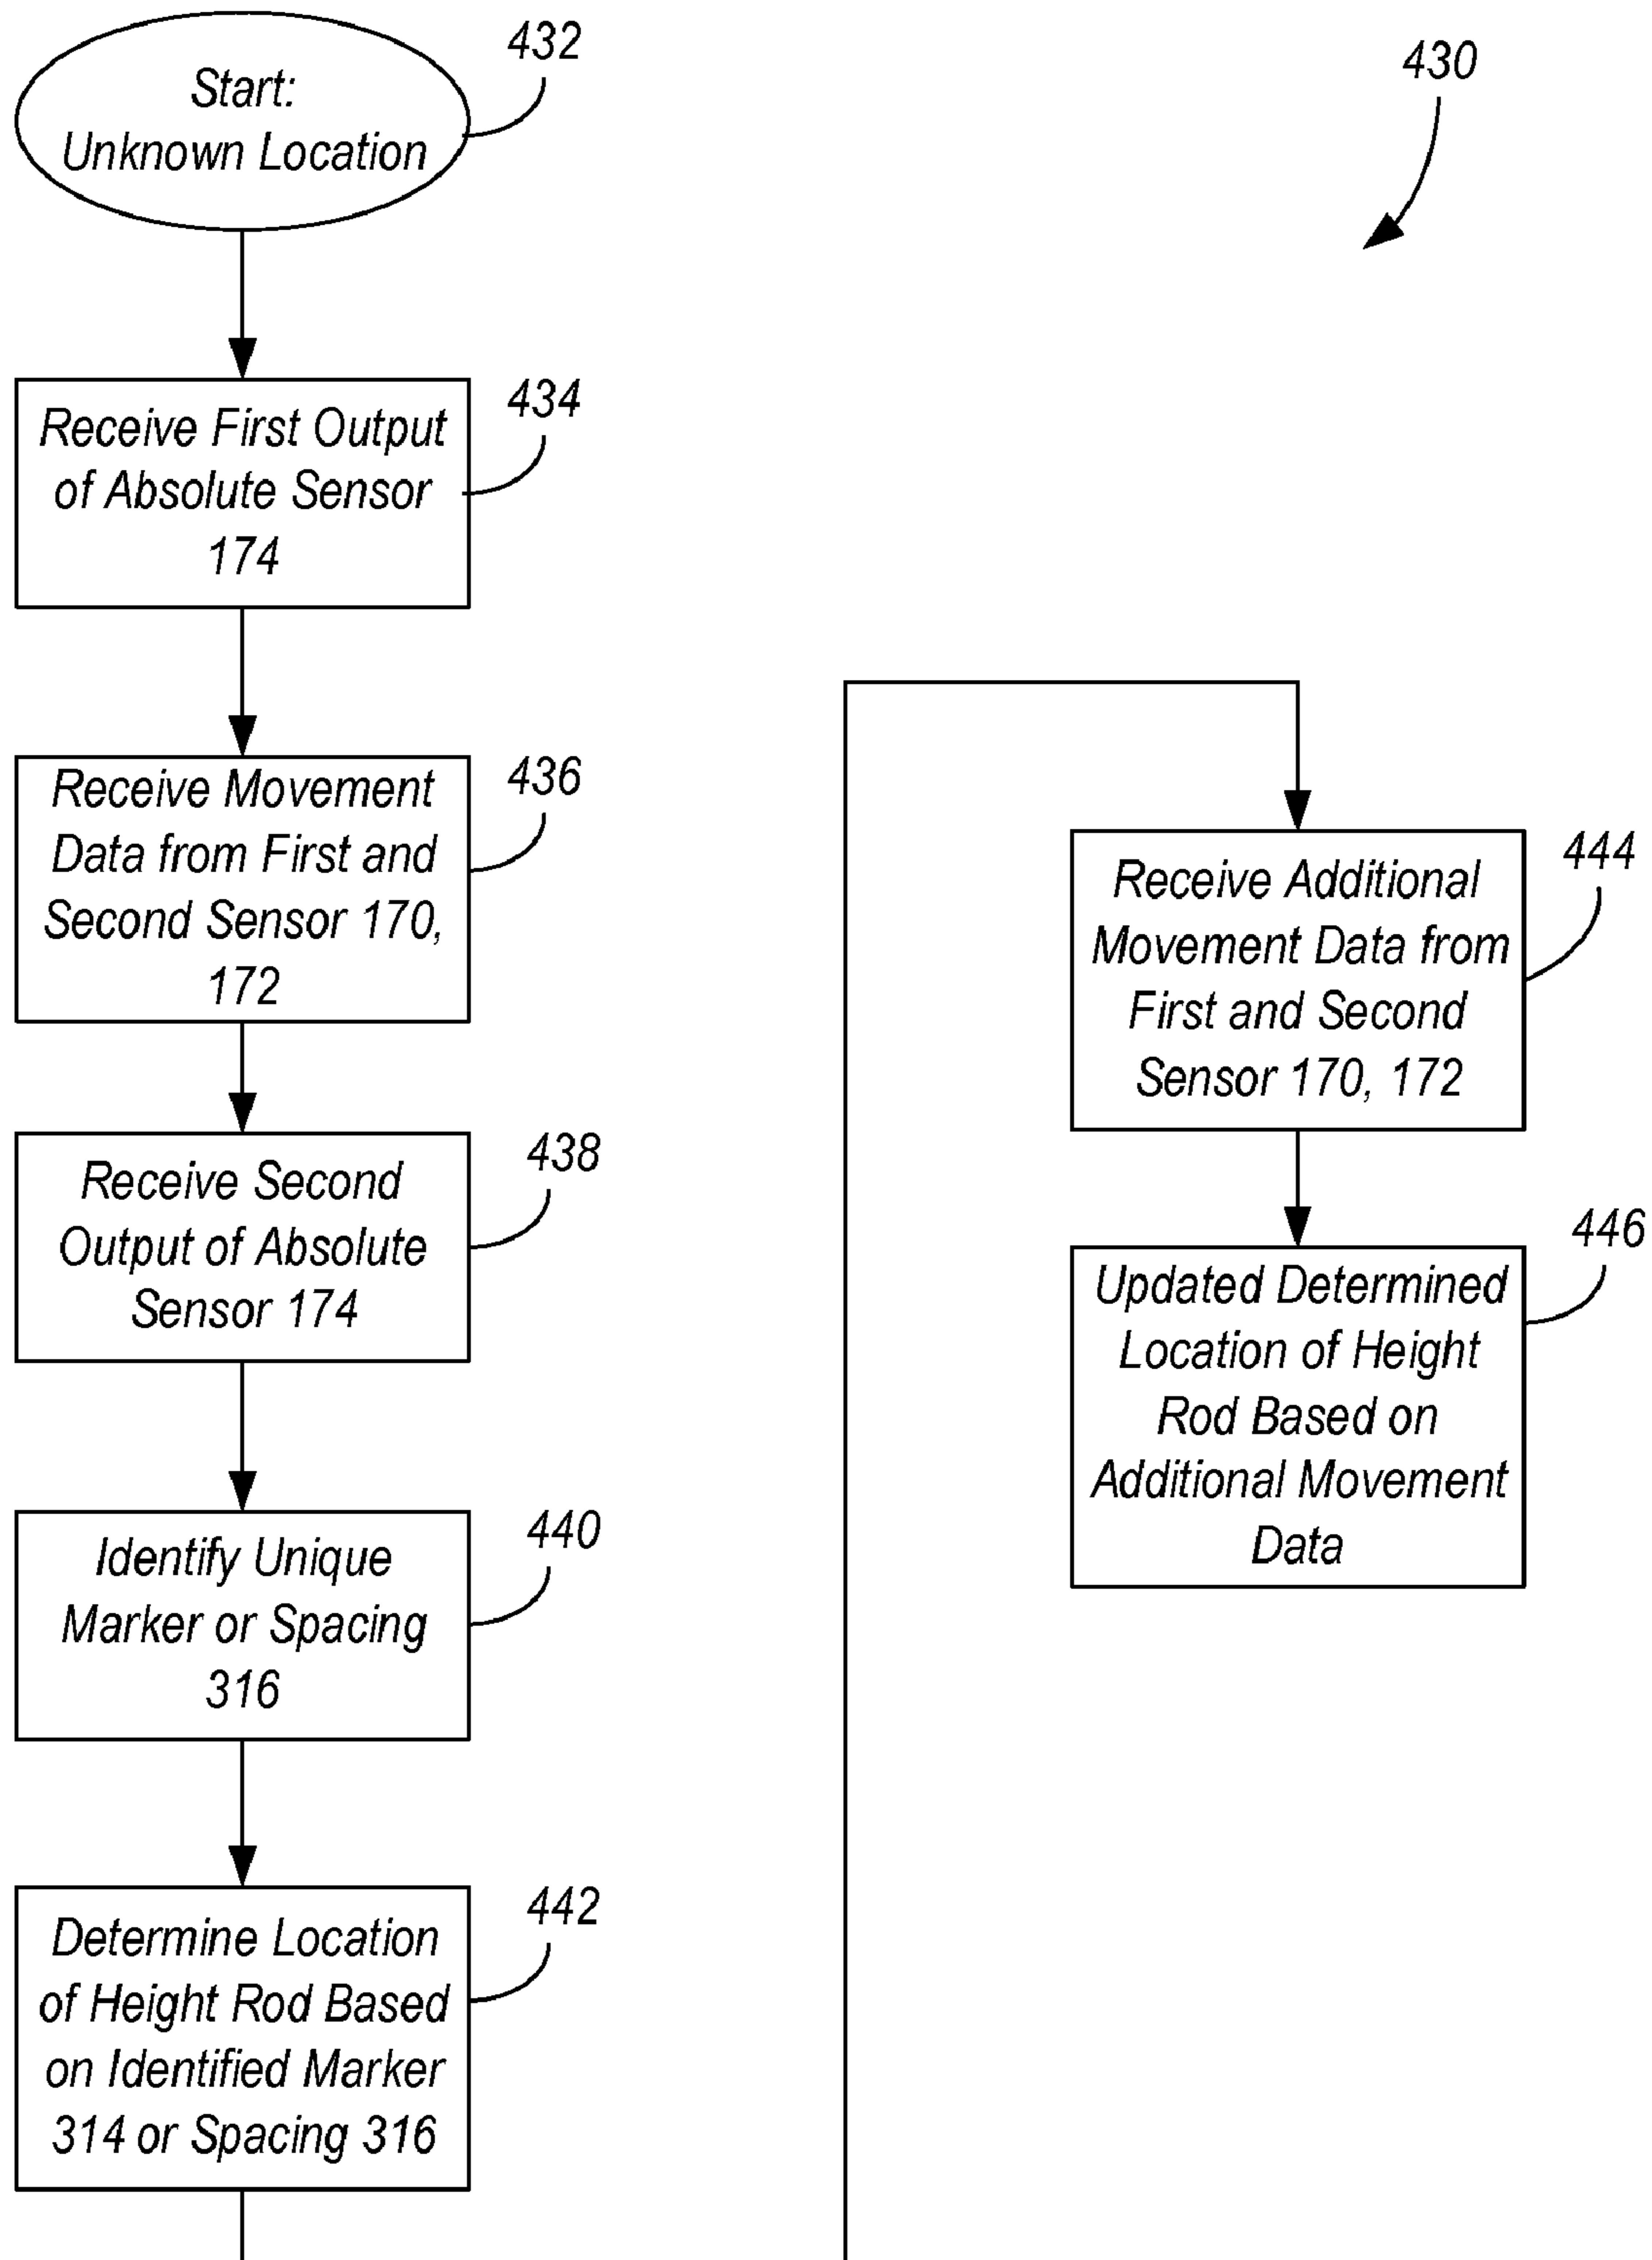 432
Start:
Unknown Location
430
434
Receive First Output
of Absolute Sensor
174
436
Receive Movement
Data from First and
Second Sensor 170,
172
438
Receive Second
Output of Absolute
Sensor 174
440
Identify Unique
Marker or Spacing
316
442
Determine Location
of Height Rod Based
on Identified Marker
314 or Spacing 316
444
Receive Additional
Movement Data from
First and Second
Sensor 170, 172
446
Updated Determined
Location of Height
Rod Based on
Additional Movement
Data